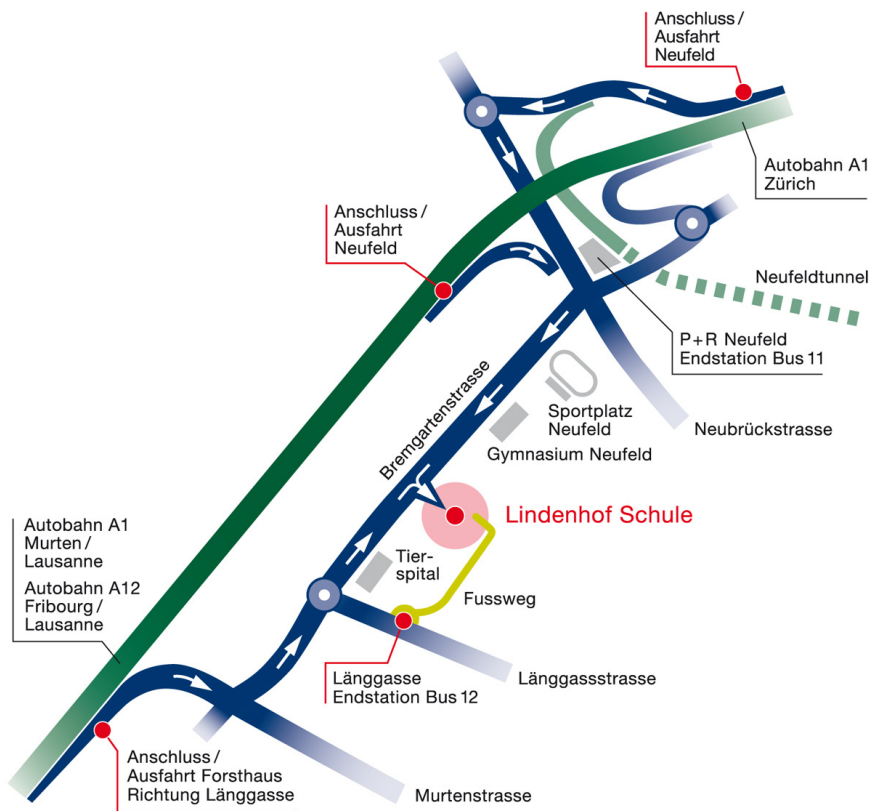 Anschluss /
Ausfahrt
Neufeld
Autobahn A1
Zürich
Anschluss /
Ausfahrt
Neufeld
Neufeldtunnel
P+R Neufeld
Endstation Bus 11
Sportplatz
Neufeld
Neubrückstrasse
Gymnasium Neufeld
Bremgartenstrasse
Lindenhof Schule
Autobahn A1
Murten /
Lausanne
Autobahn A12
Fribourg /
Lausanne
Tier-
spital
Fussweg
Länggasse
Endstation Bus 12
Länggassstrasse
Anschluss /
Ausfahrt Forsthaus
Richtung Länggasse
Murtenstrasse